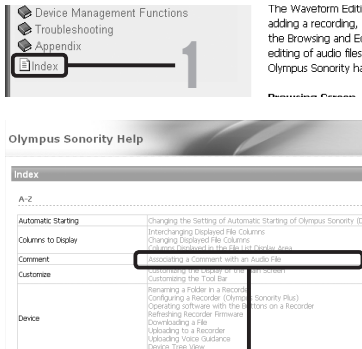 Device Management Functions
Troubleshooting
Appendix
Index
1
The Waveform Editi
adding a recording,
the Browsing and E
editing of audio files
Olympus Sonority ha
Olympus Sonority Help
Index
A-Z
Automatic Starting
Changing the Setting of Automatic Starting of Olympus Sonority (D
Columns to Display
Interchanging Displayed File Columns
Changing Displayed File Columns
Columns Displayed in the File List Display Area
Comment
Associating a Comment with an Audio File
Customize
Customizing the Display of the Main Screen
Customizing the Tool Bar
Device
Renaming a Folder in a Recorder
Configuring a Recorder (Olympus Sonority Plus)
Operating software with the Buttons on a Recorder
Refreshing Recorder Firmware
Downloading a File
Uploading to a Recorder
Uploading Voice Guidance
Device Tree View